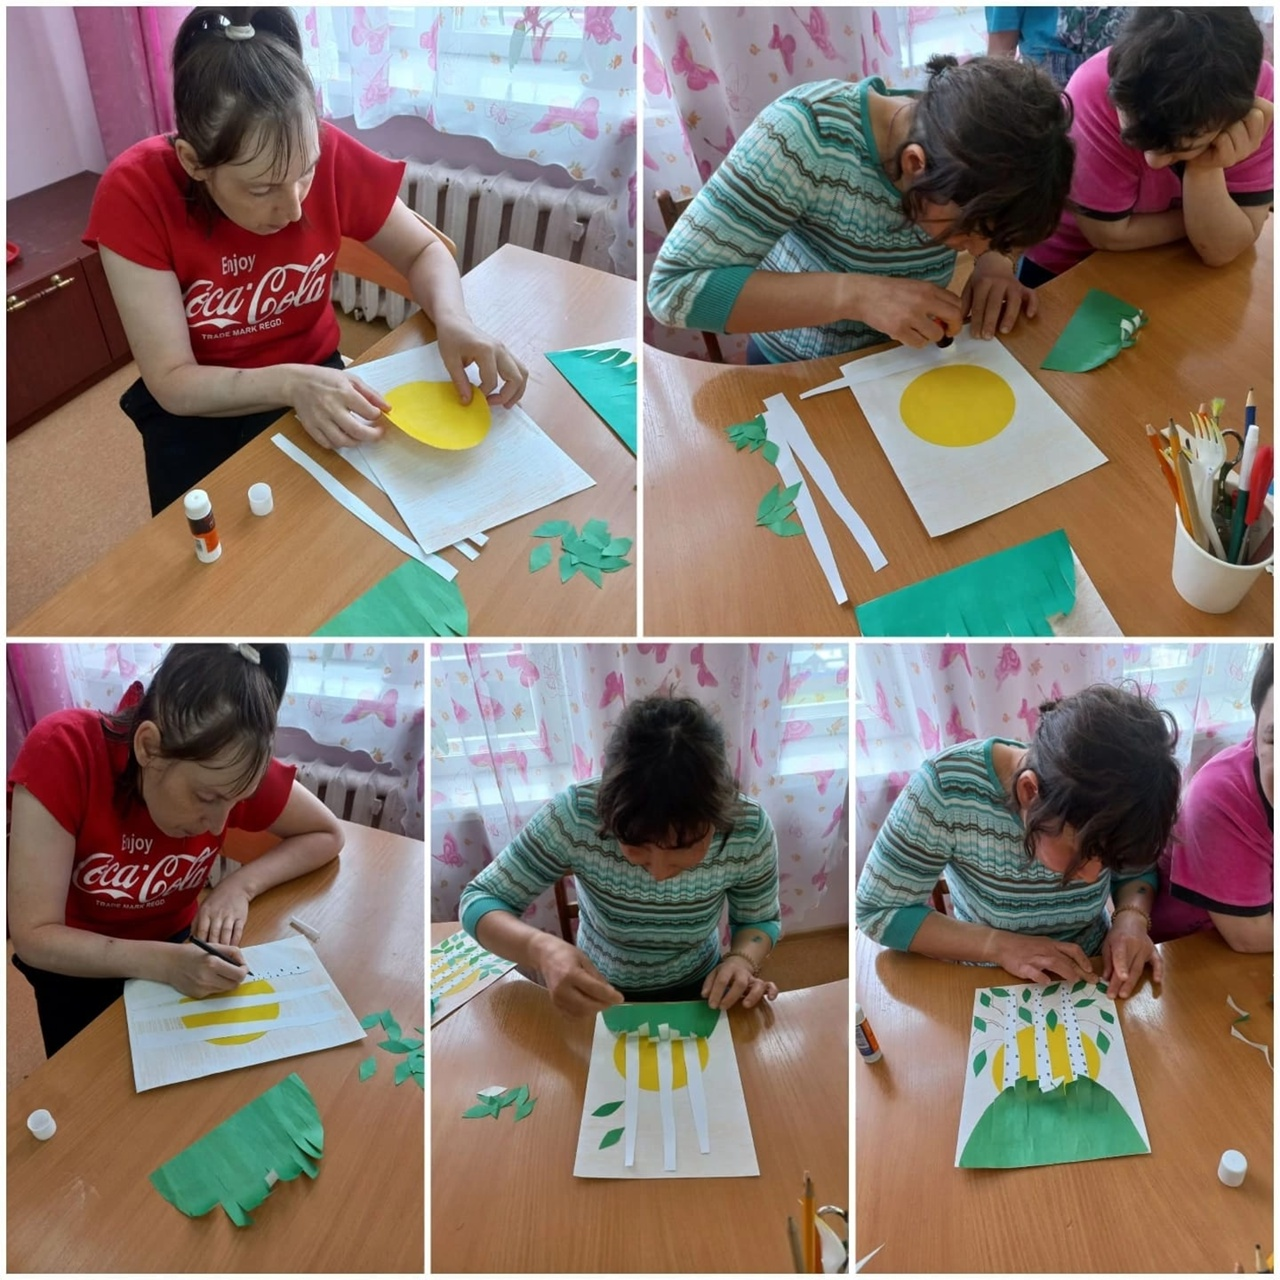 Enjoy
Coca-Cola
TRADE MARK REGD.
Enjoy
Coca-Cola
TRADE MARK REGD.